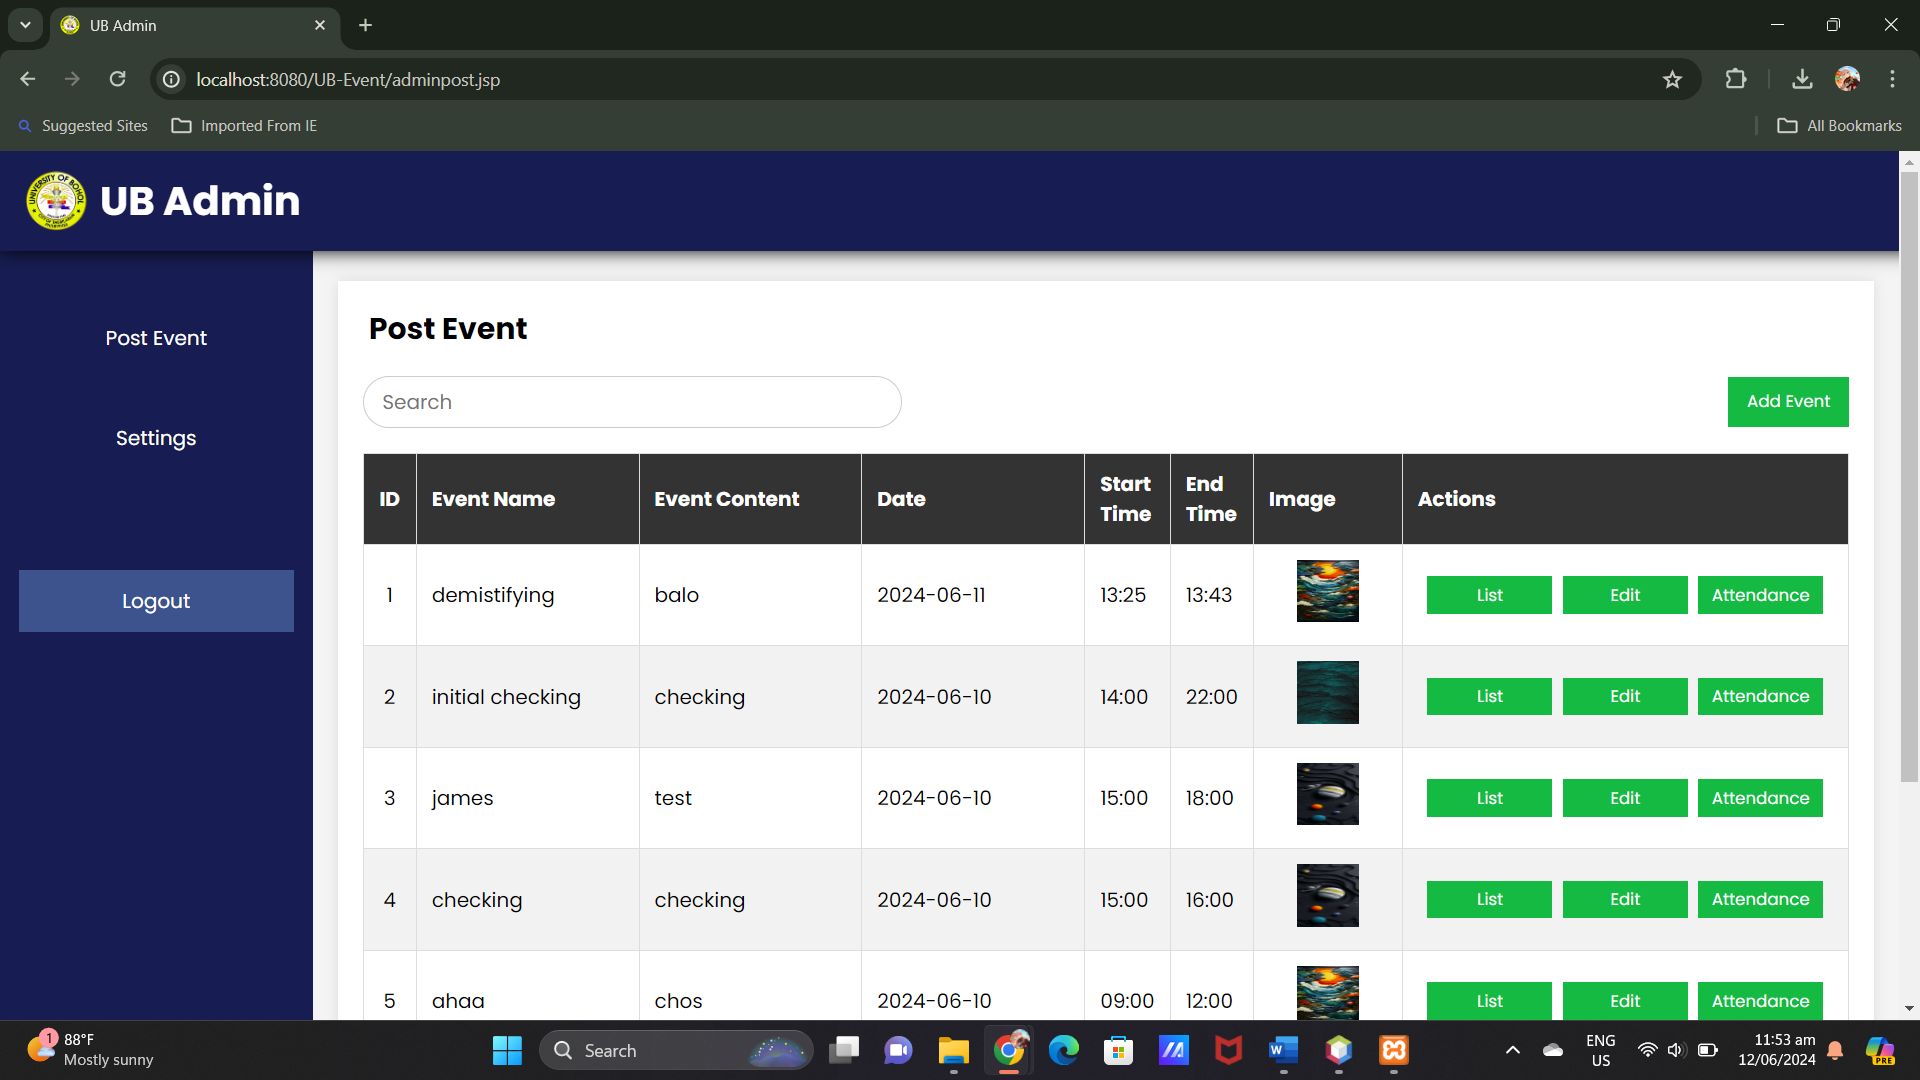 UB Admin
localhost:8080/UB-Event/adminpost.jsp
Suggested Sites
Imported From IE
All Bookmarks
UNIVERSITY OF BOHOL
UB Admin
Post Event
Settings
Logout
Post Event
Search
Add Event
ID Event Name Event Content Date Start Time End Time Image Actions
1 demistifying balo 2024-06-11 13:25 13:43 List Edit Attendance
2 initial checking checking 2024-06-10 14:00 22:00 List Edit Attendance
3 james test 2024-06-10 15:00 18:00 List Edit Attendance
4 checking checking 2024-06-10 15:00 16:00 List Edit Attendance
5 ahaa chos 2024-06-10 09:00 12:00 List Edit Attendance
1
88°F
Mostly sunny
Search
W
PRE
ENG
US
11:53 am
12/06/2024